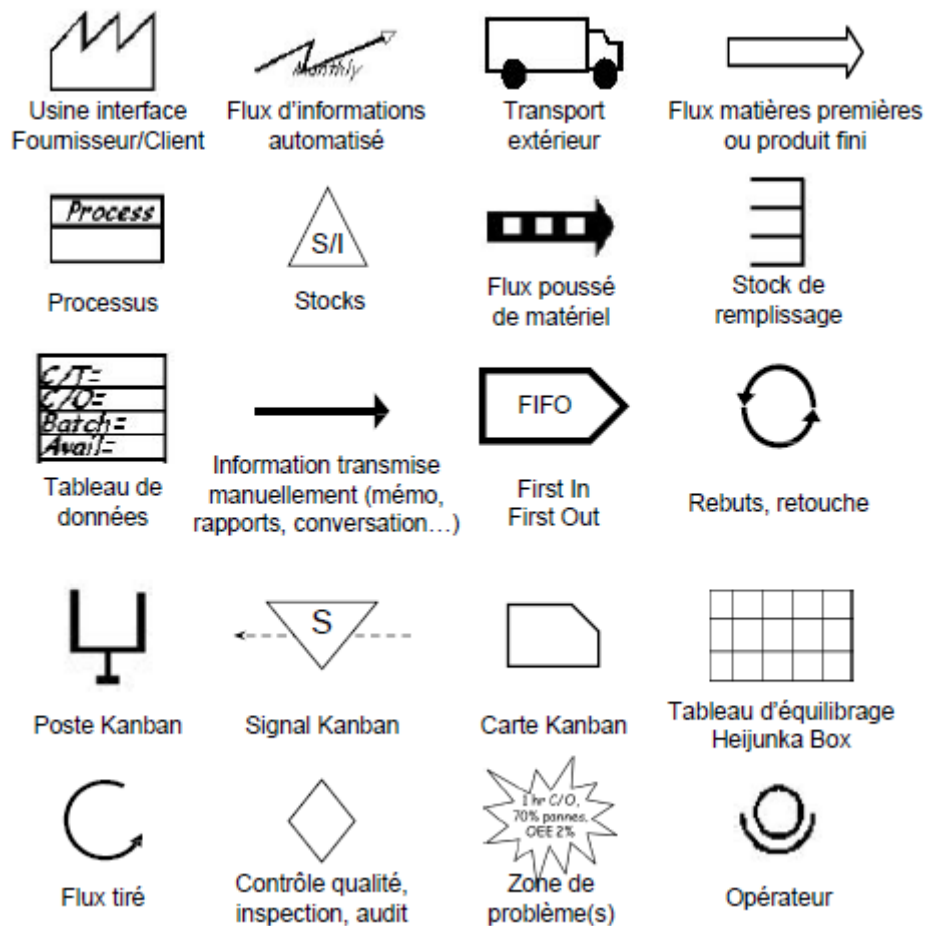 Monthly
Usine interface
Fournisseur/Client
Flux d'informations
automatisé
Transport
extérieur
Flux matières premières
ou produit fini
Process
S/I
Processus
Stocks
Flux poussé
de matériel
Stock de
remplissage
C/T=
C/O=
Batch=
Avail=
FIFO
Tableau de
données
Information transmise
manuellement (mémo,
rapports, conversation…)
First In
First Out
Rebuts, retouche
S
Poste Kanban
Signal Kanban
Carte Kanban
Tableau d'équilibrage
Heijunka Box
1 hr C/O,
70% pannes,
OEE 2%
Flux tiré
Contrôle qualité,
inspection, audit
Zone de
problème(s)
Opérateur